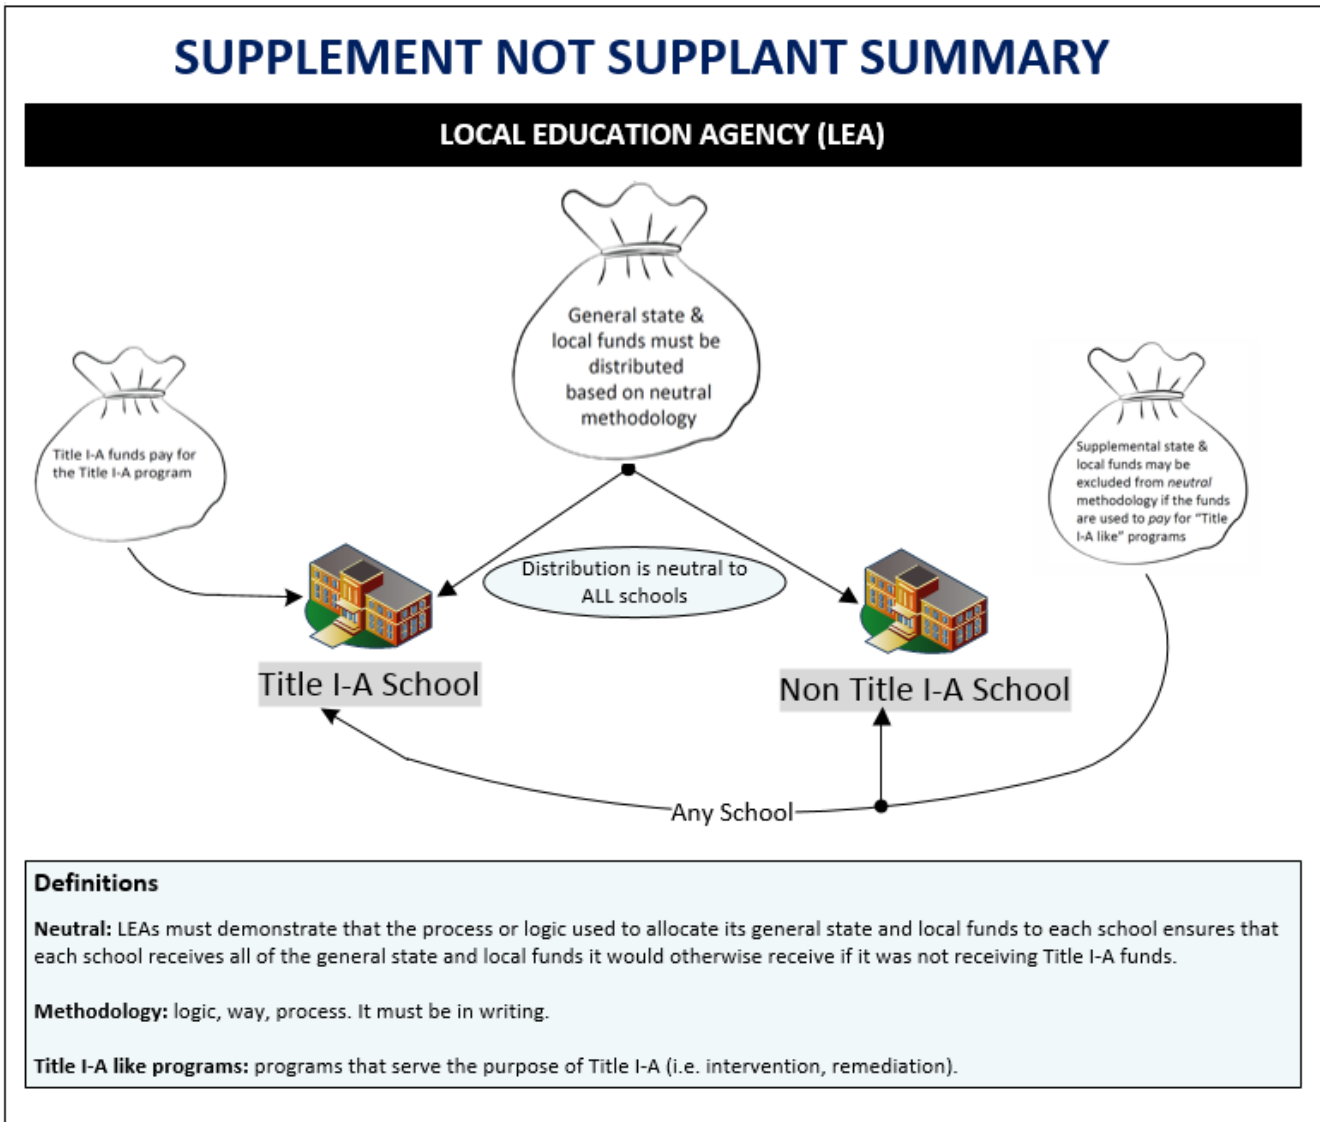 SUPPLEMENT NOT SUPPLANT SUMMARY
LOCAL EDUCATION AGENCY (LEA)
General state &
local funds must be
distributed
based on neutral
methodology
Title I-A funds pay for
the Title I-A program
Supplemental state &
local funds may be
excluded from neutral
methodology if the funds
are used to pay for “Title
I-A like” programs
Distribution is neutral to
ALL schools
Title I-A School
Non Title I-A School
Any School
Definitions
Neutral: LEAs must demonstrate that the process or logic used to allocate its general state and local funds to each school ensures that
each school receives all of the general state and local funds it would otherwise receive if it was not receiving Title I-A funds.
Methodology: logic, way, process. It must be in writing.
Title I-A like programs: programs that serve the purpose of Title I-A (i.e. intervention, remediation).